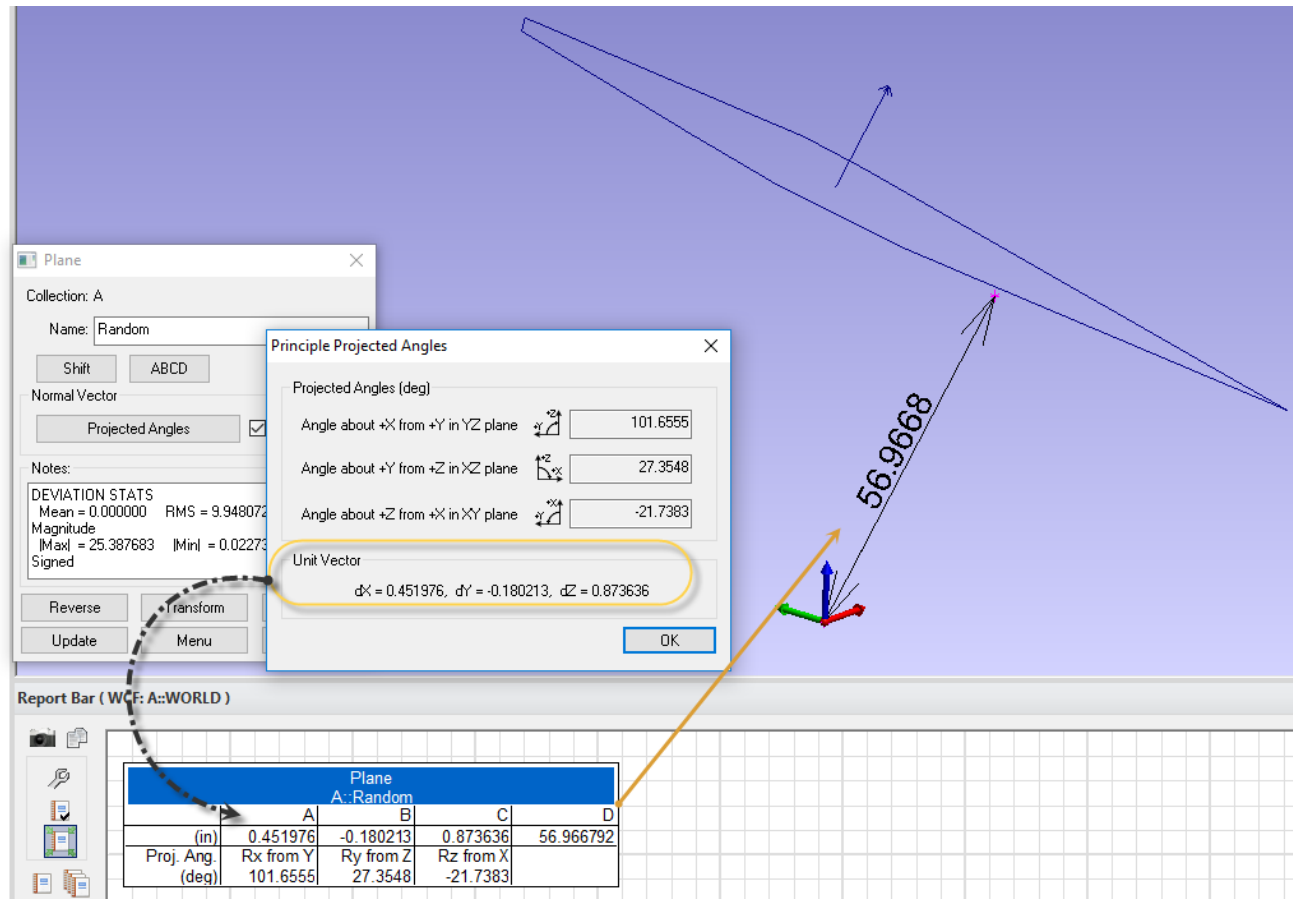 Plane
Collection: A
Name: Random
Shift ABCD
Normal Vector
Projected Angles
Notes:
DEVIATION STATS
Mean = 0.000000 RMS = 9.948072
Magnitude
|Max| = 25.387683 |Min| = 0.02273
Signed
Reverse Transform
Update Menu
Principle Projected Angles
Projected Angles (deg)
Angle about +X from +Y in YZ plane +Z +Y 101.6555
Angle about +Y from +Z in XZ plane +Z +X 27.3548
Angle about +Z from +X in XY plane +X +Y -21.7383
Unit Vector
dX = 0.451976, dY = -0.180213, dZ = 0.873636
OK
56.9668
Report Bar ( WCF: A::WORLD )
Plane
A::Random
A B C D
(in) 0.451976 -0.180213 0.873636 56.966792
Proj. Ang. Rx from Y Ry from Z Rz from X
(deg) 101.6555 27.3548 -21.7383